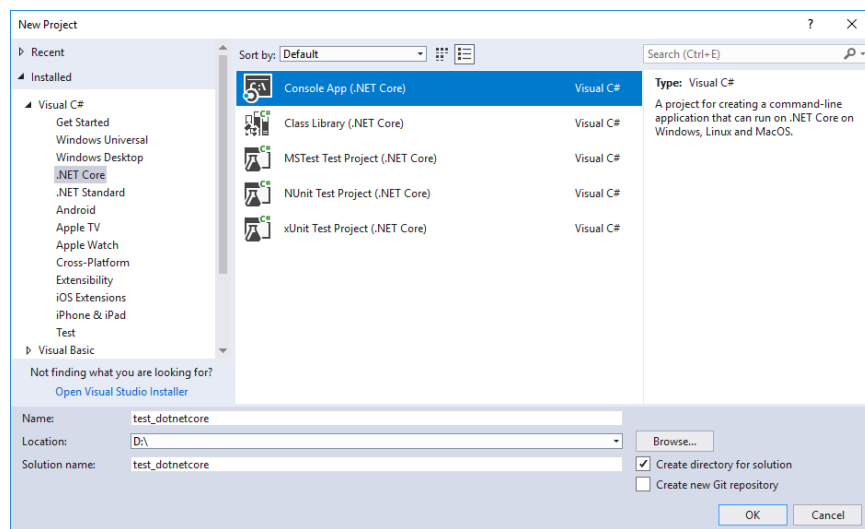 New Project
? ×
Recent
Installed
Visual C#
Get Started
Windows Universal
Windows Desktop
.NET Core
.NET Standard
Android
Apple TV
Apple Watch
Cross-Platform
Extensibility
iOS Extensions
iPhone & iPad
Test
Visual Basic
Not finding what you are looking for?
Open Visual Studio Installer
Sort by: Default
Console App (.NET Core) Visual C#
Class Library (.NET Core) Visual C#
MSTest Test Project (.NET Core) Visual C#
NUnit Test Project (.NET Core) Visual C#
xUnit Test Project (.NET Core) Visual C#
Search (Ctrl+E)
Type: Visual C#
A project for creating a command-line
application that can run on .NET Core on
Windows, Linux and MacOS.
Name: test_dotnetcore
Location: D:\ Browse...
Solution name: test_dotnetcore
Create directory for solution
Create new Git repository
OK Cancel